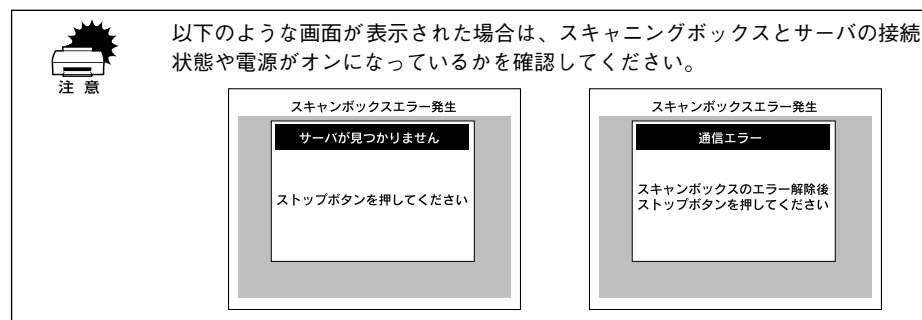 注 意
以下のような画面が表示された場合は、スキャニングボックスとサーバの接続
状態や電源がオンになっているかを確認してください。
スキャンボックスエラー発生
サーバが見つかりません
ストップボタンを押してください
スキャンボックスエラー発生
通信エラー
スキャンボックスのエラー解除後
ストップボタンを押してください